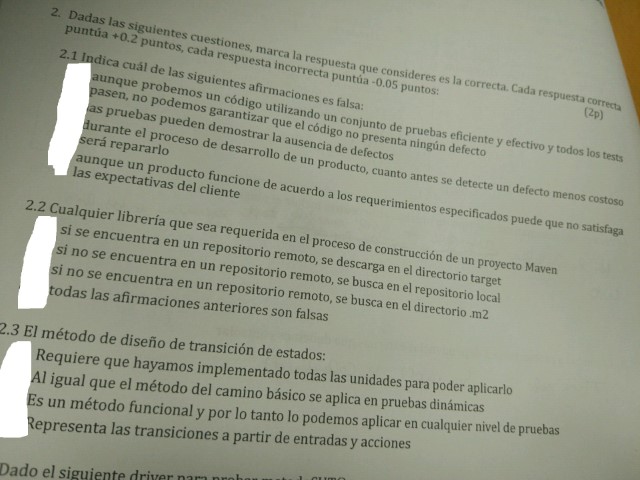 2. Dadas las siguientes cuestiones, marca la respuesta que consideres es la correcta. Cada respuesta correcta
puntúa +0.2 puntos, cada respuesta incorrecta puntúa -0.05 puntos: (2p)
2.1 Indica cuál de las siguientes afirmaciones es falsa:
aunque probemos un código utilizando un conjunto de pruebas eficiente y efectivo y todos los tests
pasen, no podemos garantizar que el código no presenta ningún defecto
las pruebas pueden demostrar la ausencia de defectos
durante el proceso de desarrollo de un producto, cuanto antes se detecte un defecto menos costoso
será repararlo
aunque un producto funcione de acuerdo a los requerimientos especificados puede que no satisfaga
las expectativas del cliente
2.2 Cualquier librería que sea requerida en el proceso de construcción de un proyecto Maven
si se encuentra en un repositorio remoto, se descarga en el directorio target
si no se encuentra en un repositorio remoto, se busca en el repositorio local
si no se encuentra en un repositorio remoto, se busca en el directorio .m2
todas las afirmaciones anteriores son falsas
2.3 El método de diseño de transición de estados:
Requiere que hayamos implementado todas las unidades para poder aplicarlo
Al igual que el método del camino básico se aplica en pruebas dinámicas
Es un método funcional y por lo tanto lo podemos aplicar en cualquier nivel de pruebas
Representa las transiciones a partir de entradas y acciones
Dado el siguiente driver para probar